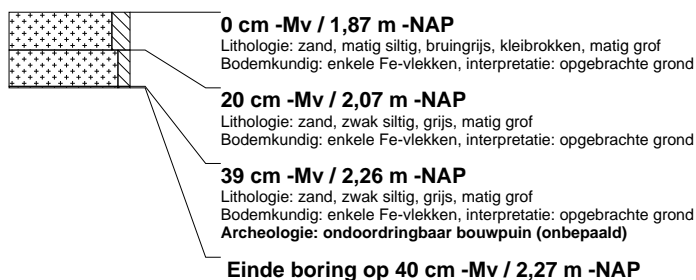 0 cm -Mv / 1,87 m -NAP
Lithologie: zand, matig siltig, bruingrijs, kleibrokken, matig grof
Bodemkundig: enkele Fe-vlekken, interpretatie: opgebrachte grond
20 cm -Mv / 2,07 m -NAP
Lithologie: zand, zwak siltig, grijs, matig grof
Bodemkundig: enkele Fe-vlekken, interpretatie: opgebrachte grond
39 cm -Mv / 2,26 m -NAP
Lithologie: zand, zwak siltig, grijs, matig grof
Bodemkundig: enkele Fe-vlekken, interpretatie: opgebrachte grond
Archeologie: ondoordringbaar bouwpuin (onbepaald)
Einde boring op 40 cm -Mv / 2,27 m -NAP